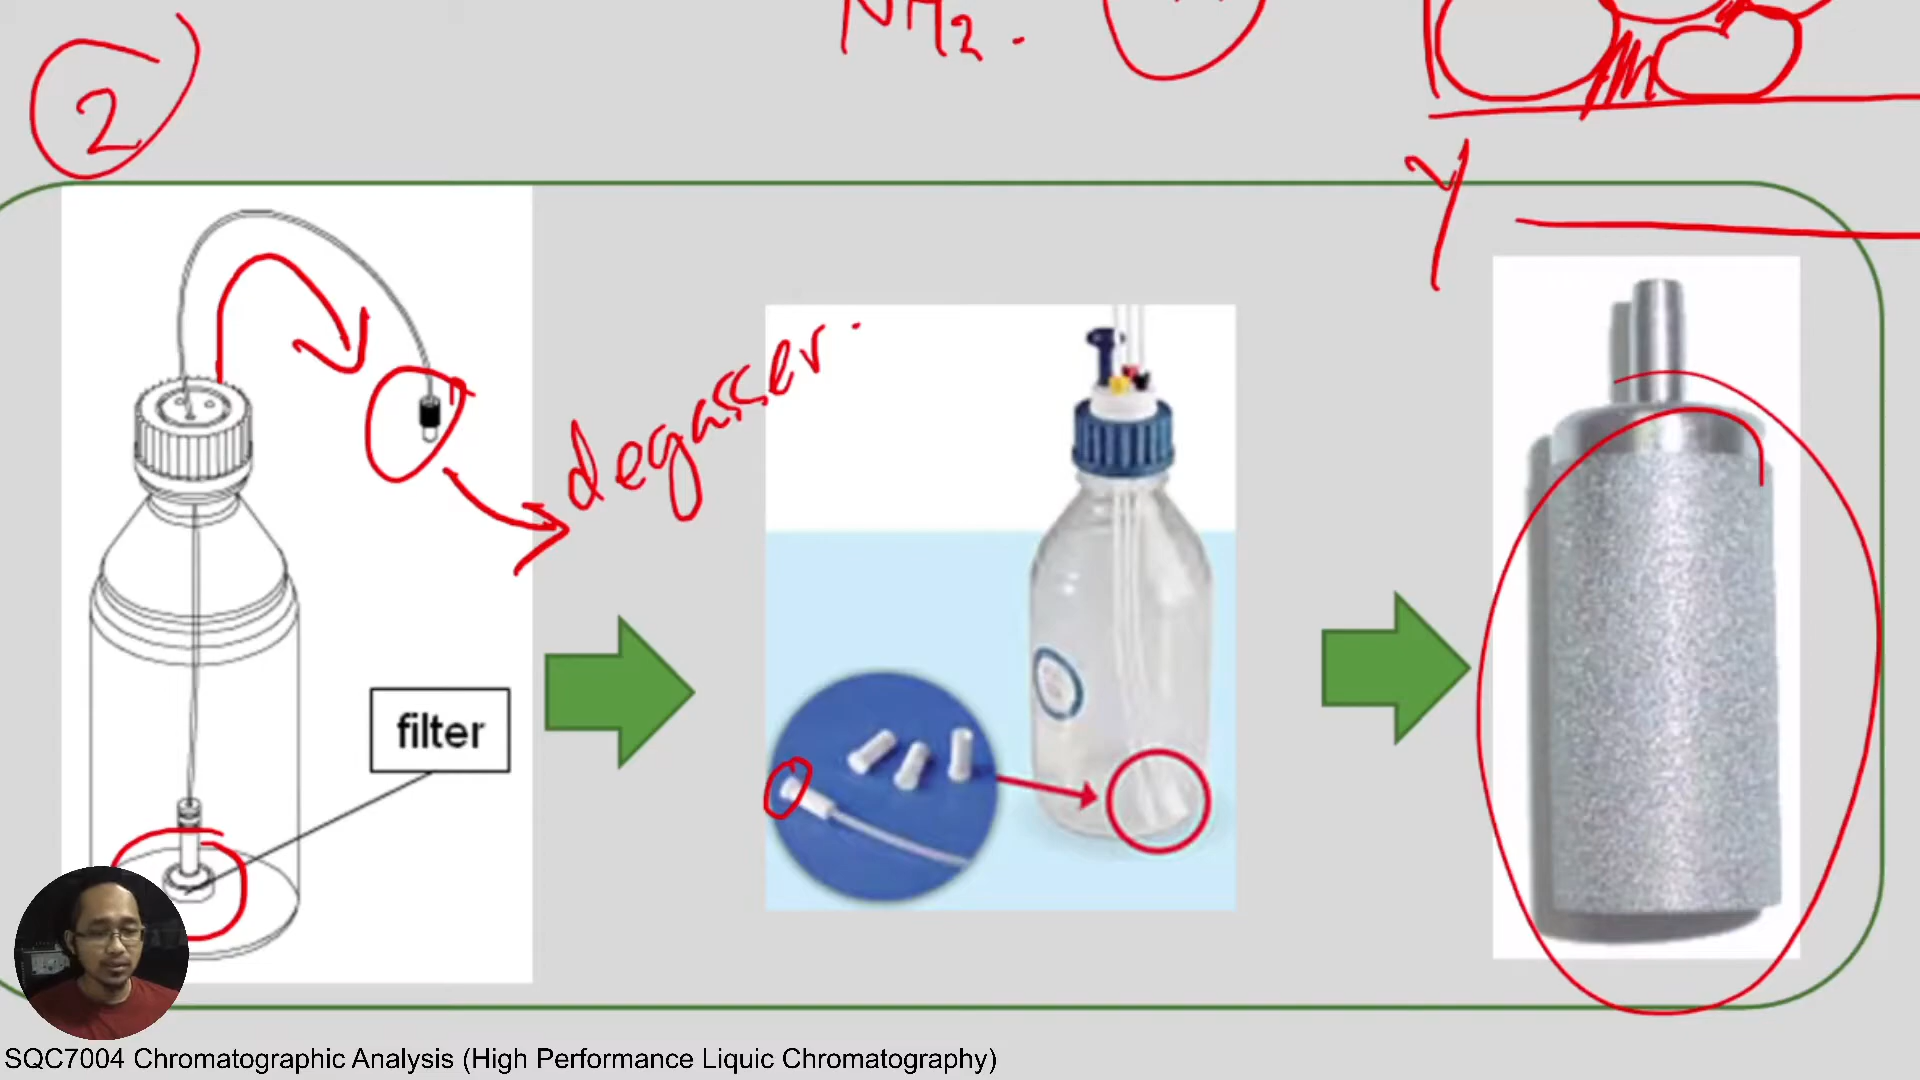 NH2.
2
degasser.
filter
SQC7004 Chromatographic Analysis (High Performance Liquic Chromatography)